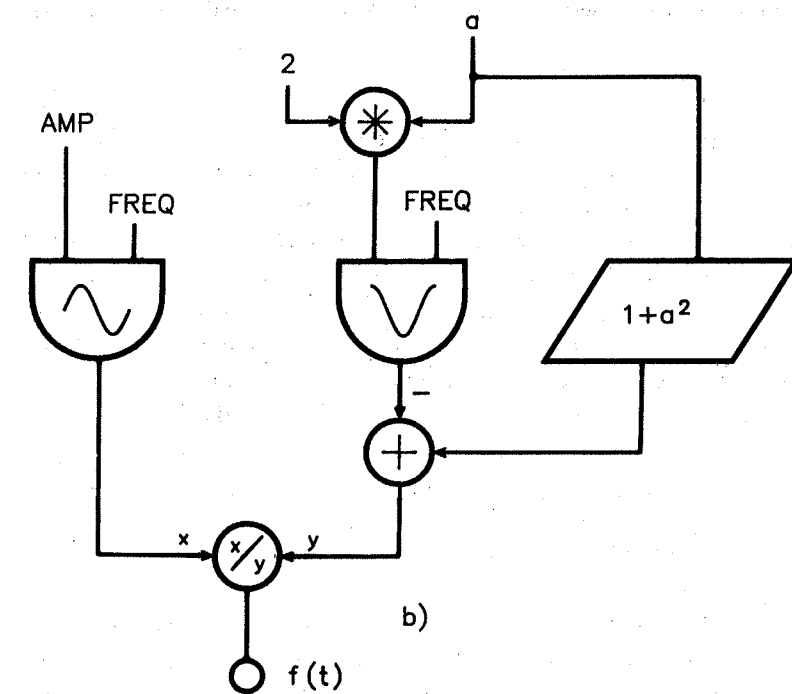 a
2
AMP
FREQ
FREQ
1+a²
−
+
x
x/y
y
b)
f(t)